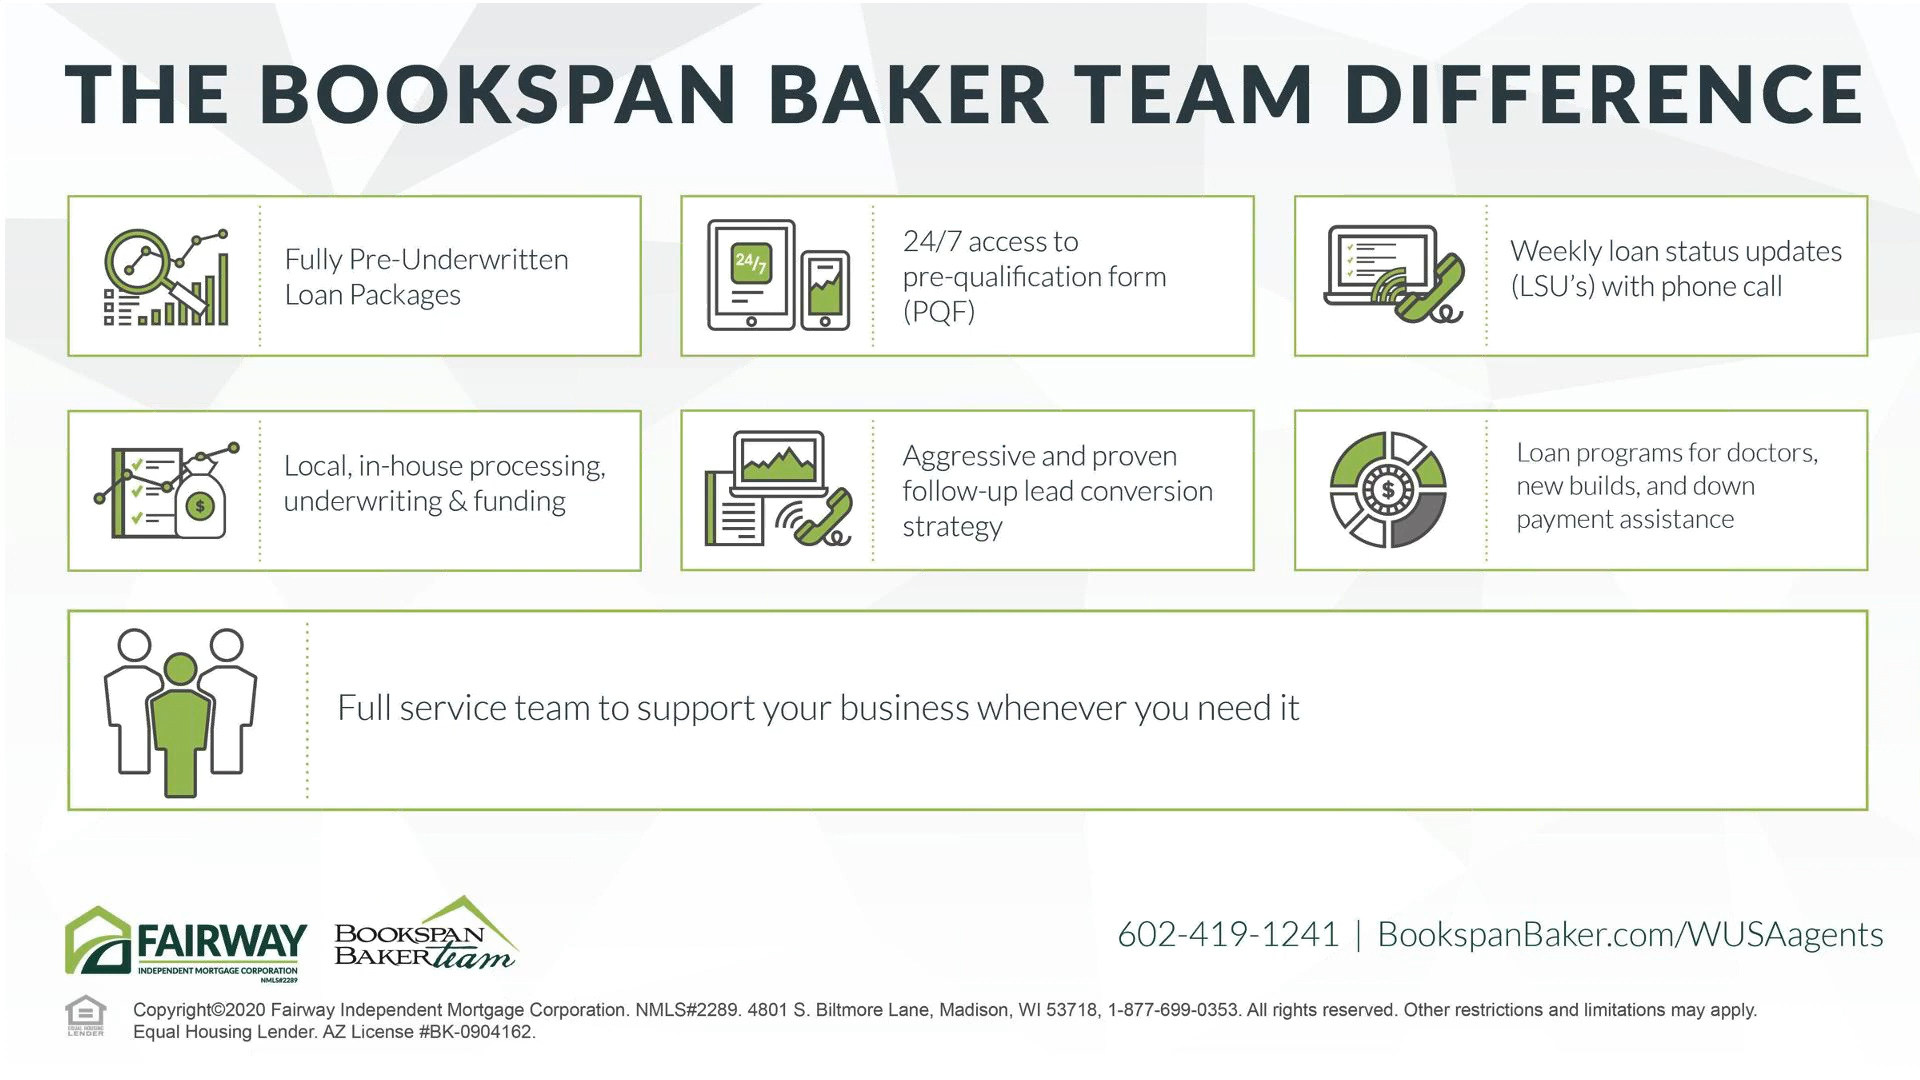 THE BOOKSPAN BAKER TEAM DIFFERENCE
Fully Pre-Underwritten
Loan Packages
24/7
24/7 access to
pre-qualification form
(PQF)
Weekly loan status updates
(LSU's) with phone call
$
Local, in-house processing,
underwriting & funding
Aggressive and proven
follow-up lead conversion
strategy
$
Loan programs for doctors,
new builds, and down
payment assistance
Full service team to support your business whenever you need it
FAIRWAY
INDEPENDENT MORTGAGE CORPORATION
NMLS#2289
BOOKSPAN
BAKER team
602-419-1241 | BookspanBaker.com/WUSAagents
EQUAL HOUSING
LENDER
Copyright©2020 Fairway Independent Mortgage Corporation. NMLS#2289. 4801 S. Biltmore Lane, Madison, WI 53718, 1-877-699-0353. All rights reserved. Other restrictions and limitations may apply.
Equal Housing Lender. AZ License #BK-0904162.